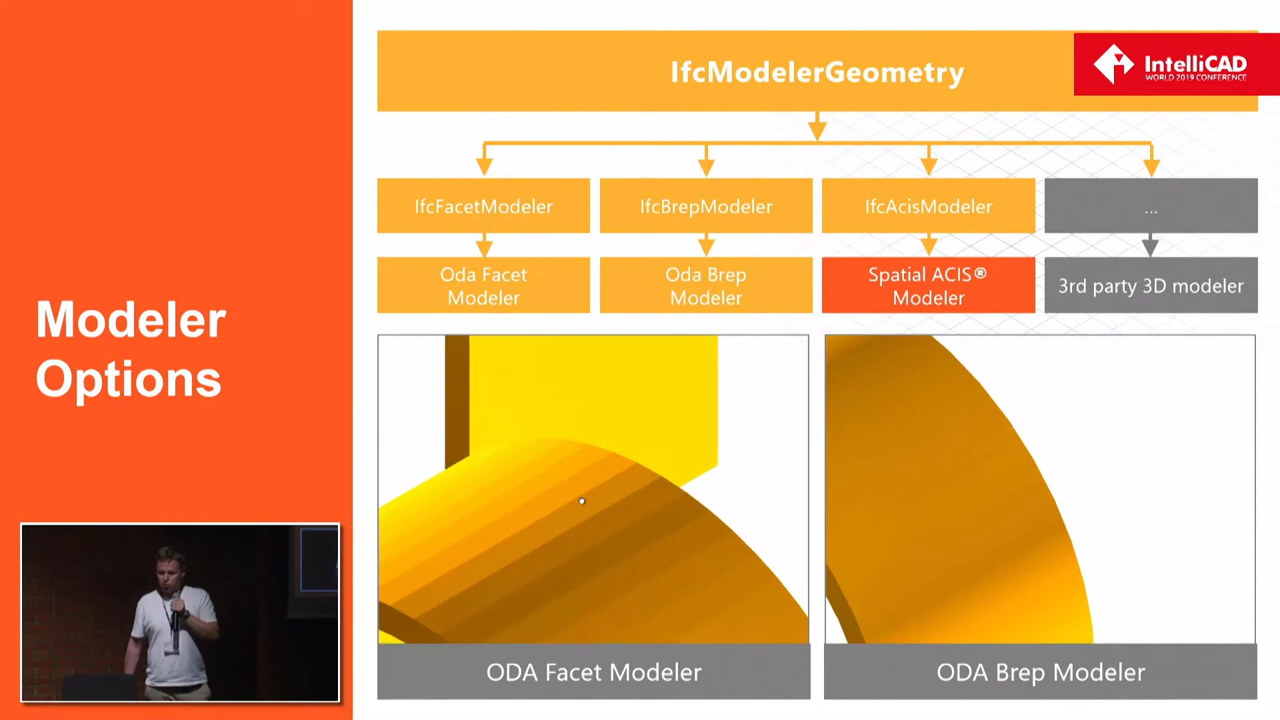 IfcModelerGeometry
IntelliCAD
WORLD 2019 CONFERENCE
IfcFacetModeler
IfcBrepModeler
IfcAcisModeler
...
Oda Facet
Modeler
Oda Brep
Modeler
Spatial ACIS®
Modeler
3rd party 3D modeler
Modeler
Options
ODA Facet Modeler
ODA Brep Modeler